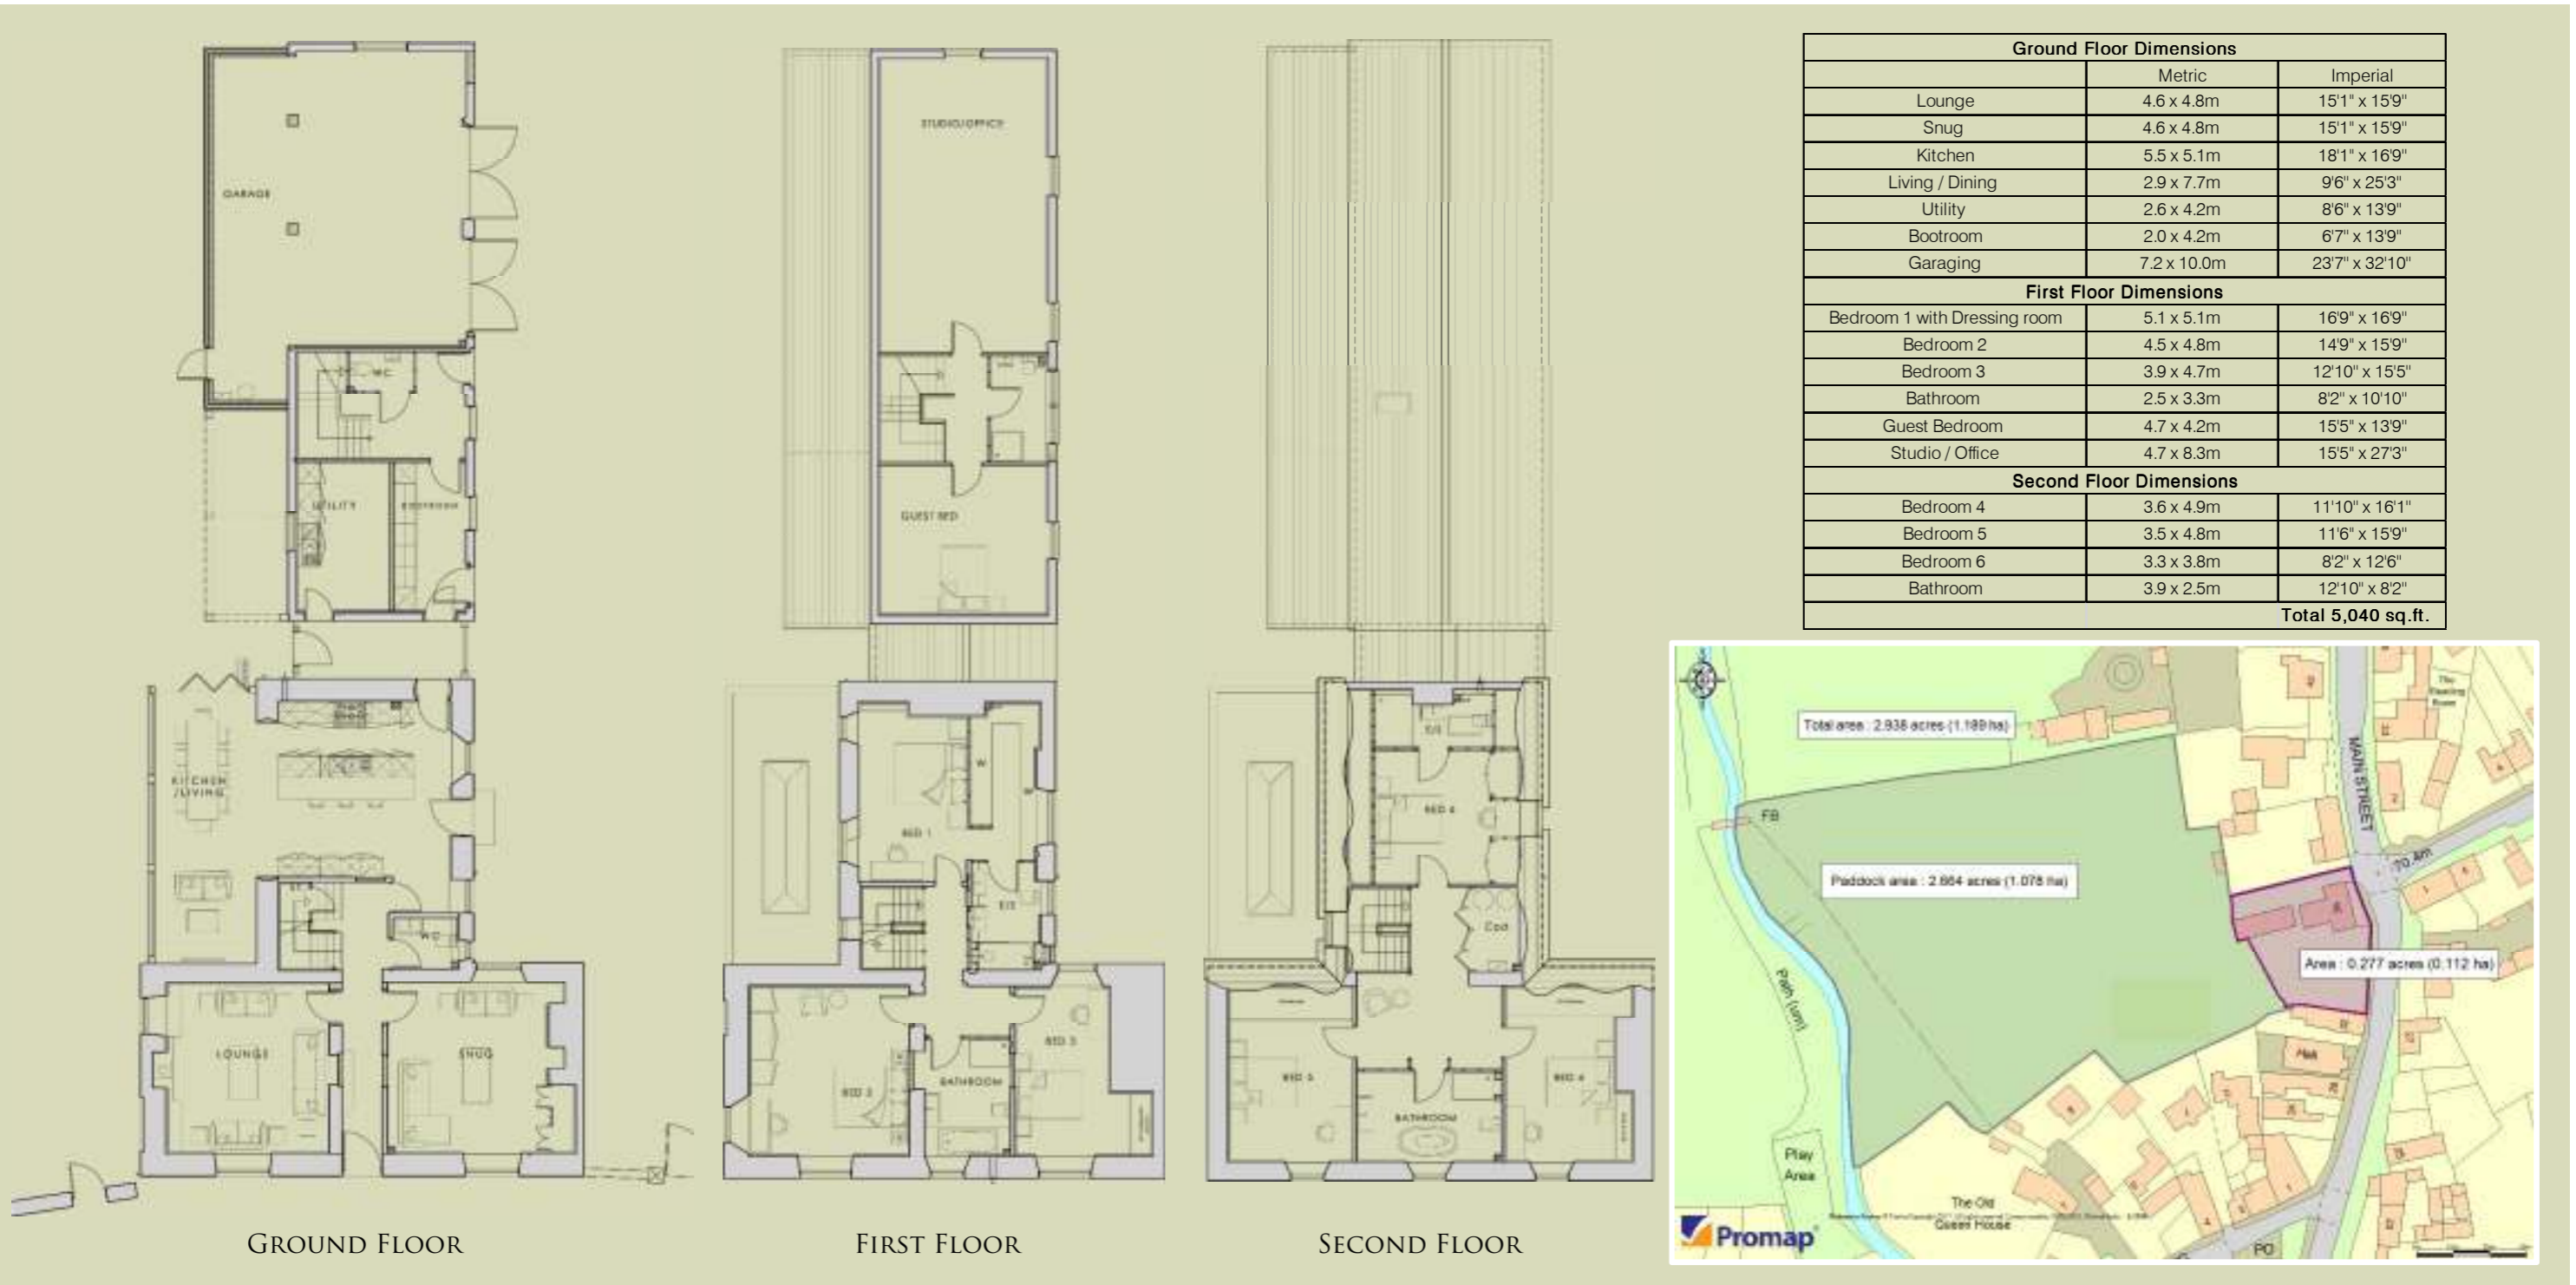 GARAGE
WC
UTILITY
BOOTROOM
KITCHEN
/LIVING
WC
LOUNGE
SNUG
GROUND FLOOR
STUDIO/OFFICE
GUEST BED
W
BED 1
E/S
BED 2
BATHROOM
BED 3
FIRST FLOOR
E/S
BED 4
BED 5
BATHROOM
SECOND FLOOR
Ground Floor Dimensions
Metric Imperial
Lounge 4.6 x 4.8m 15'1" x 15'9"
Snug 4.6 x 4.8m 15'1" x 15'9"
Kitchen 5.5 x 5.1m 18'1" x 16'9"
Living / Dining 2.9 x 7.7m 9'6" x 25'3"
Utility 2.6 x 4.2m 8'6" x 13'9"
Bootroom 2.0 x 4.2m 6'7" x 13'9"
Garaging 7.2 x 10.0m 23'7" x 32'10"
First Floor Dimensions
Bedroom 1 with Dressing room 5.1 x 5.1m 16'9" x 16'9"
Bedroom 2 4.5 x 4.8m 14'9" x 15'9"
Bedroom 3 3.9 x 4.7m 12'10" x 15'5"
Bathroom 2.5 x 3.3m 8'2" x 10'10"
Guest Bedroom 4.7 x 4.2m 15'5" x 13'9"
Studio / Office 4.7 x 8.3m 15'5" x 27'3"
Second Floor Dimensions
Bedroom 4 3.6 x 4.9m 11'10" x 16'1"
Bedroom 5 3.5 x 4.8m 11'6" x 15'9"
Bedroom 6 3.3 x 3.8m 8'2" x 12'6"
Bathroom 3.9 x 2.5m 12'10" x 8'2"
Total 5,040 sq.ft.
Total area : 2.938 acres (1.189 ha)
MAIN STREET
FB
70.4m
Paddock area : 2.664 acres (1.078 ha)
Area : 0.277 acres (0.112 ha)
Path (um)
Hall
Play
Area
The Old
Queen House
PO
Promap